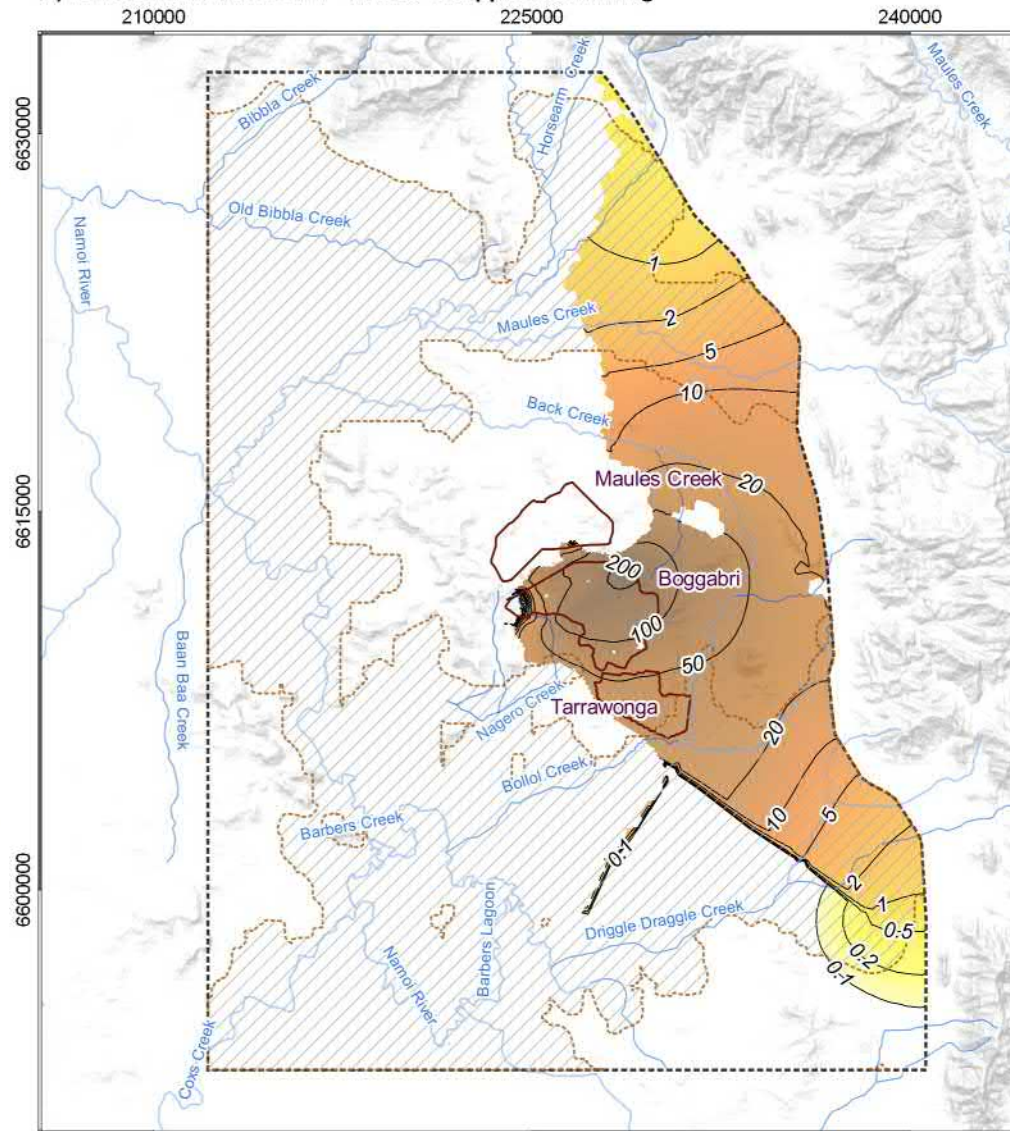 210000
225000
240000
6630000
6615000
6600000
Bibbla Creek
Horsearm Creek
Maules Creek
Old Bibbla Creek
Namoi River
1
Maules Creek
2
5
10
Back Creek
Maules Creek
20
200
Boggabri
100
50
Baan Baa Creek
Nagero Creek
Tarrawonga
20
Bollol Creek
Barbers Creek
10
5
0.1
2
1
Barbers Lagoon
Driggle Draggle Creek
0.5
0.2
0.1
Namoi River
Coxs Creek